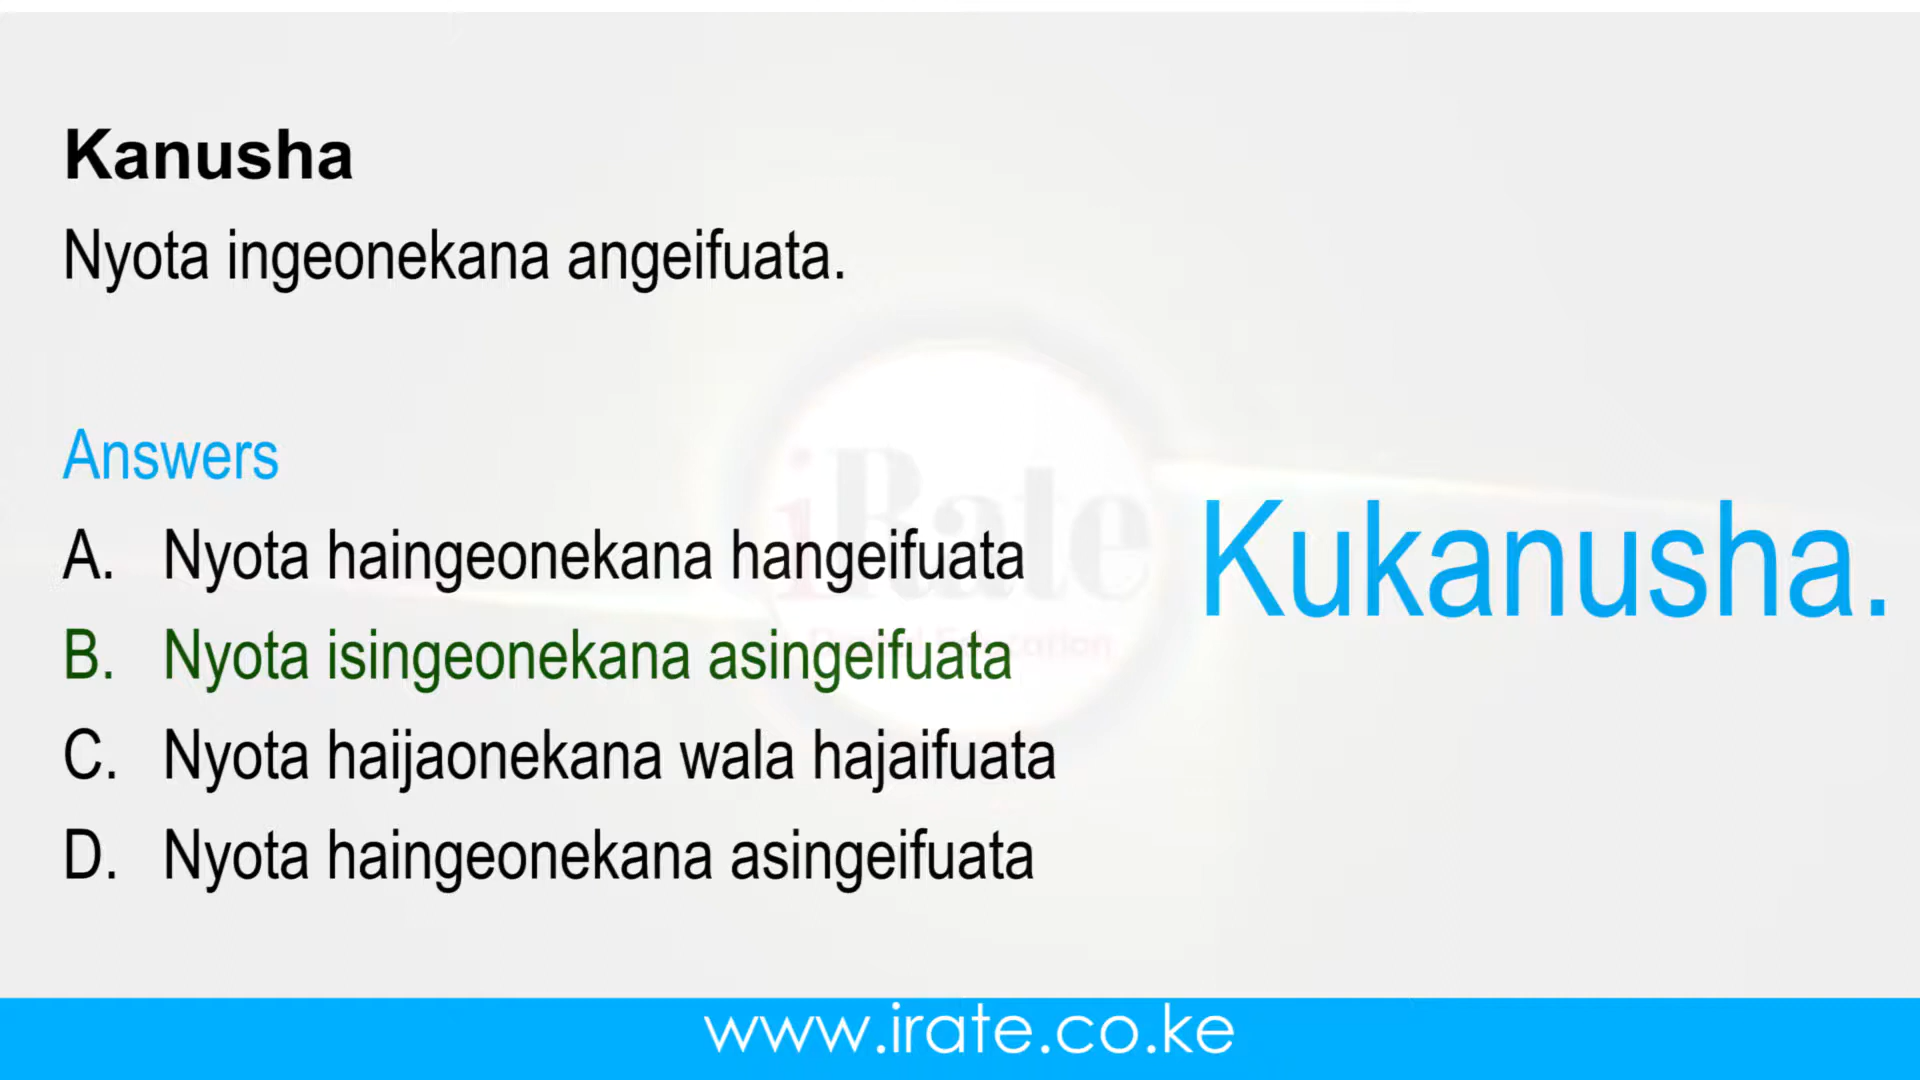 Kanusha
Nyota ingeonekana angeifuata.
Answers
A. Nyota haingeonekana hangeifuata
B. Nyota isingeonekana asingeifuata
C. Nyota haijaonekana wala hajaifuata
D. Nyota haingeonekana asingeifuata
Kukanusha.
iRate
www.irate.co.ke